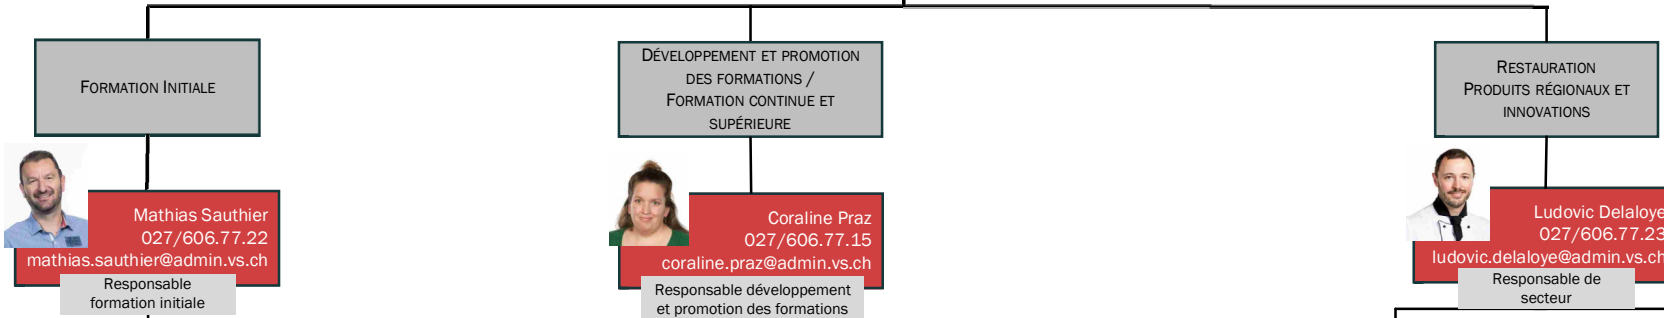 FORMATION INITIALE
DÉVELOPPEMENT ET PROMOTION
DES FORMATIONS /
FORMATION CONTINUE ET
SUPÉRIEURE
RESTAURATION
PRODUITS RÉGIONAUX ET
INNOVATIONS
Mathias Sauthier
027/606.77.22
mathias.sauthier@admin.vs.ch
Responsable
formation initiale
Coraline Praz
027/606.77.15
coraline.praz@admin.vs.ch
Responsable développement
et promotion des formations
Ludovic Delaloye
027/606.77.23
ludovic.delaloye@admin.vs.ch
Responsable de
secteur